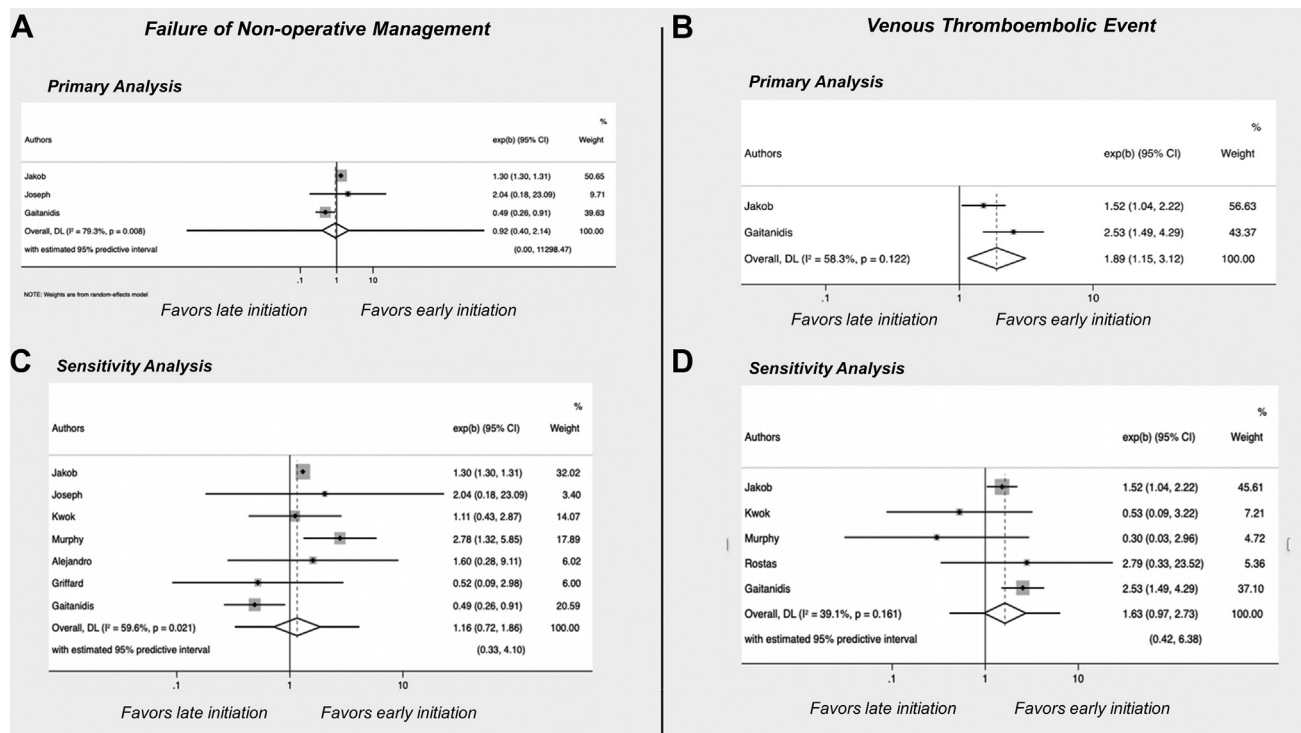 A
Failure of Non-operative Management
Primary Analysis
%
Authors exp(b) (95% CI) Weight
Jakob 1.30 (1.30, 1.31) 50.65
Joseph 2.04 (0.18, 23.09) 9.71
Gaitanidis 0.49 (0.26, 0.91) 39.63
Overall, DL (I² = 79.3%, p = 0.008) 0.92 (0.40, 2.14) 100.00
with estimated 95% predictive interval (0.00, 11298.47)
.1 1 10
NOTE: Weights are from random-effects model
Favors late initiation Favors early initiation
B
Venous Thromboembolic Event
Primary Analysis
%
Authors exp(b) (95% CI) Weight
Jakob 1.52 (1.04, 2.22) 56.63
Gaitanidis 2.53 (1.49, 4.29) 43.37
Overall, DL (I² = 58.3%, p = 0.122) 1.89 (1.15, 3.12) 100.00
.1 1 10
Favors late initiation Favors early initiation
C
Sensitivity Analysis
%
Authors exp(b) (95% CI) Weight
Jakob 1.30 (1.30, 1.31) 32.02
Joseph 2.04 (0.18, 23.09) 3.40
Kwok 1.11 (0.43, 2.87) 14.07
Murphy 2.78 (1.32, 5.85) 17.89
Alejandro 1.60 (0.28, 9.11) 6.02
Griffard 0.52 (0.09, 2.98) 6.00
Gaitanidis 0.49 (0.26, 0.91) 20.59
Overall, DL (I² = 59.6%, p = 0.021) 1.16 (0.72, 1.86) 100.00
with estimated 95% predictive interval (0.33, 4.10)
.1 1 10
Favors late initiation Favors early initiation
D
Sensitivity Analysis
%
Authors exp(b) (95% CI) Weight
Jakob 1.52 (1.04, 2.22) 45.61
Kwok 0.53 (0.09, 3.22) 7.21
Murphy 0.30 (0.03, 2.96) 4.72
Rostas 2.79 (0.33, 23.52) 5.36
Gaitanidis 2.53 (1.49, 4.29) 37.10
Overall, DL (I² = 39.1%, p = 0.161) 1.63 (0.97, 2.73) 100.00
with estimated 95% predictive interval (0.42, 6.38)
.1 1 10
Favors late initiation Favors early initiation